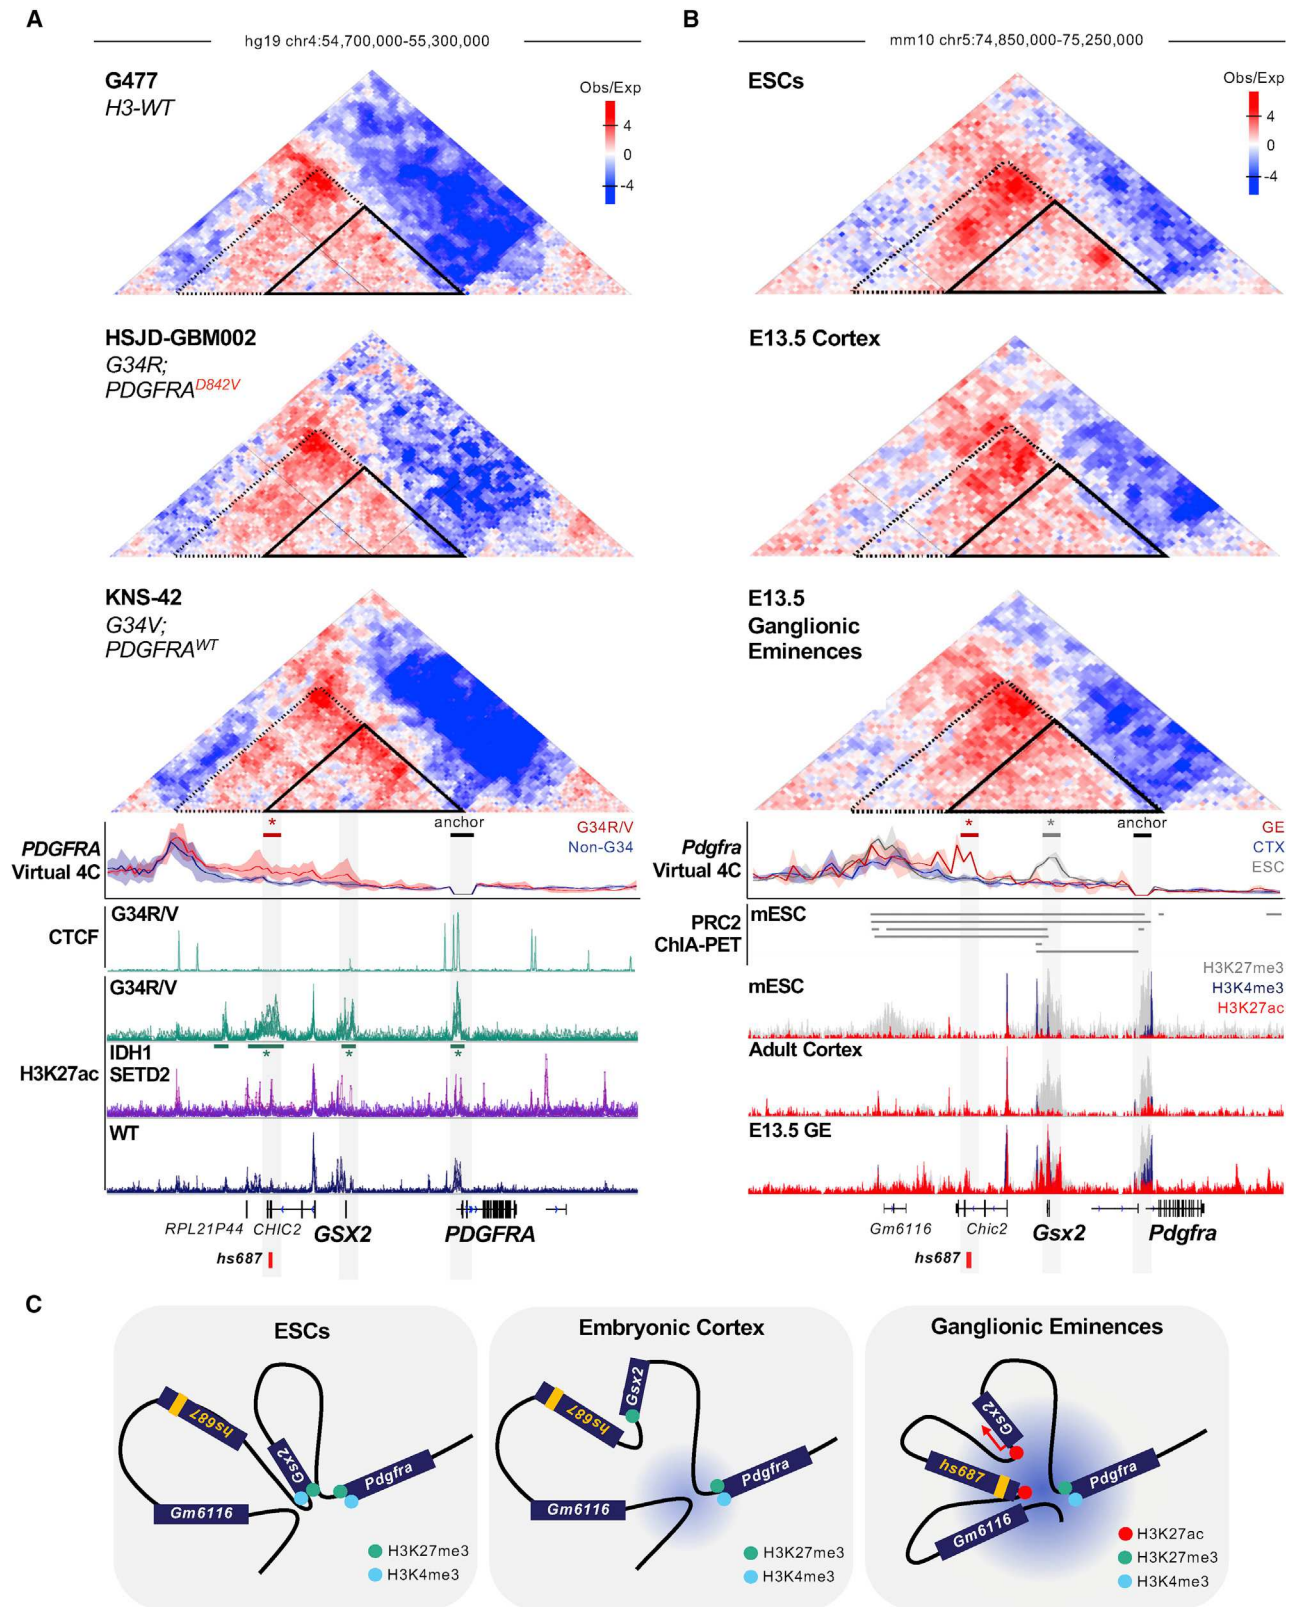 A
hg19 chr4:54,700,000-55,300,000
G477
H3-WT
Obs/Exp
4
0
-4
HSJD-GBM002
G34R;
PDGFRA^D842V
KNS-42
G34V;
PDGFRA^WT
*
anchor
G34R/V
Non-G34
PDGFRA
Virtual 4C
G34R/V
CTCF
G34R/V
* * *
IDH1
SETD2
H3K27ac
WT
RPL21P44 CHIC2 GSX2 PDGFRA
hs687
B
mm10 chr5:74,850,000-75,250,000
ESCs
Obs/Exp
4
0
-4
E13.5 Cortex
E13.5
Ganglionic
Eminences
* *
anchor
GE
CTX
ESC
Pdgfra
Virtual 4C
mESC
PRC2
ChIA-PET
H3K27me3
H3K4me3
H3K27ac
mESC
Adult Cortex
E13.5 GE
Gm6116 Chic2 Gsx2 Pdgfra
hs687
C
ESCs
hs687
Gsx2
Pdgfra
Gm6116
H3K27me3
H3K4me3
Embryonic Cortex
Gsx2
hs687
Pdgfra
Gm6116
H3K27me3
H3K4me3
Ganglionic Eminences
Gsx2
hs687
Pdgfra
Gm6116
H3K27ac
H3K27me3
H3K4me3